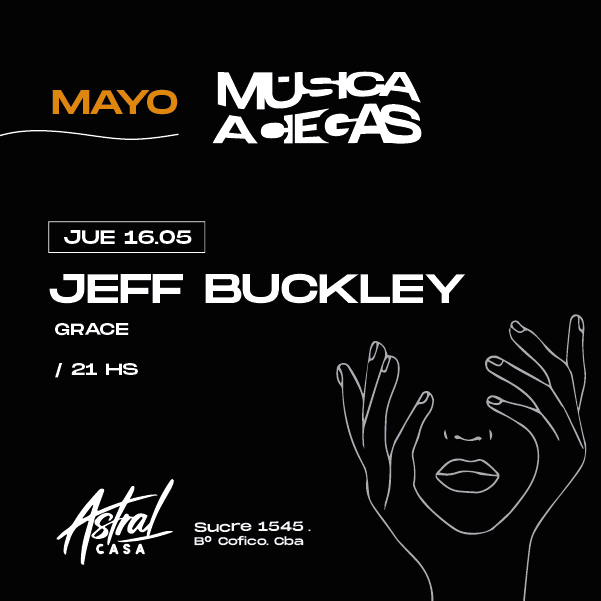 MAYO
MÚSICA
A CIEGAS
JUE 16.05
JEFF BUCKLEY
GRACE
/ 21 HS
Astral
CASA
Sucre 1545.
Bº Cofico. Cba